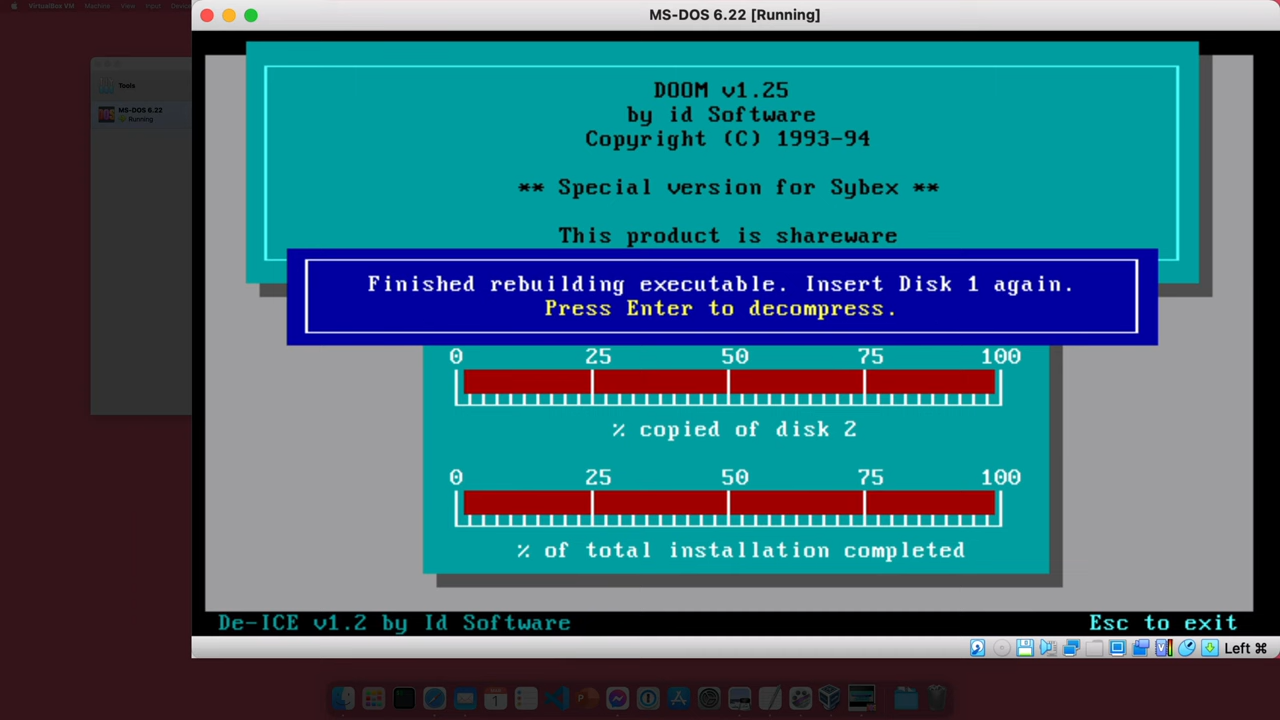 VirtualBox VM Machine View Input Devices
MS-DOS 6.22 [Running]
Tools
MS-DOS 6.22
Running
DOOM v1.25
by id Software
Copyright (C) 1993-94
** Special version for Sybex **
This product is shareware
Finished rebuilding executable. Insert Disk 1 again.
Press Enter to decompress.
0 25 50 75 100
% copied of disk 2
0 25 50 75 100
% of total installation completed
De-ICE v1.2 by Id Software Esc to exit
Left ⌘
1